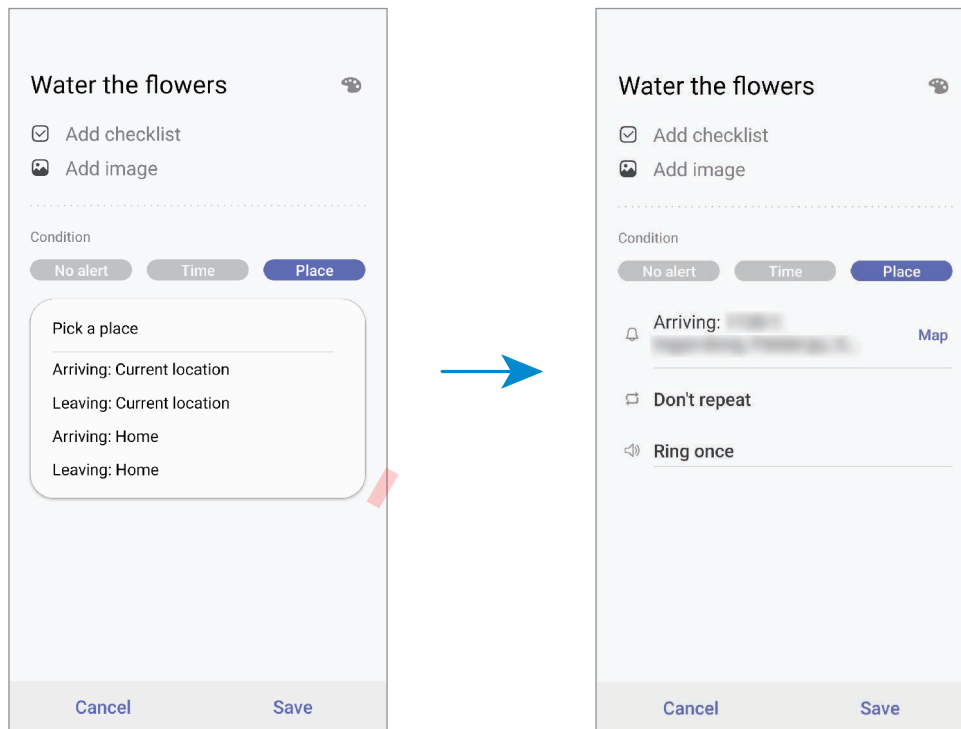 Water the flowers
Add checklist
Add image
Condition
No alert Time Place
Pick a place
Arriving: Current location
Leaving: Current location
Arriving: Home
Leaving: Home
Cancel Save
Water the flowers
Add checklist
Add image
Condition
No alert Time Place
Arriving:
Map
Don't repeat
Ring once
Cancel Save